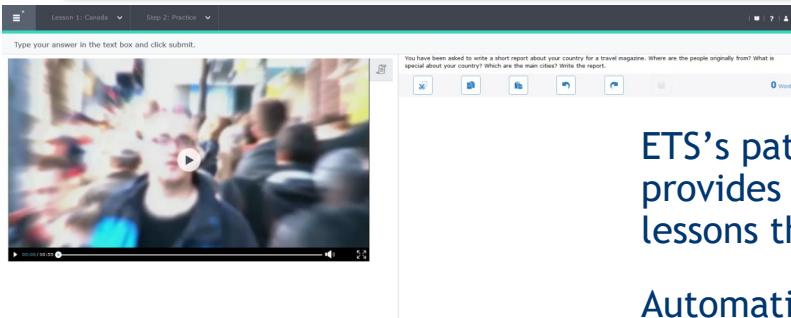 Lesson 1: Canada
Step 2: Practice
Type your answer in the text box and click submit.
You have been asked to write a short report about your country for a travel magazine. Where are the people originally from? What is
special about your country? Which are the main cities? Write the report.
0 Word
00:00/00:55
ETS's pat
provides
lessons th
Automati